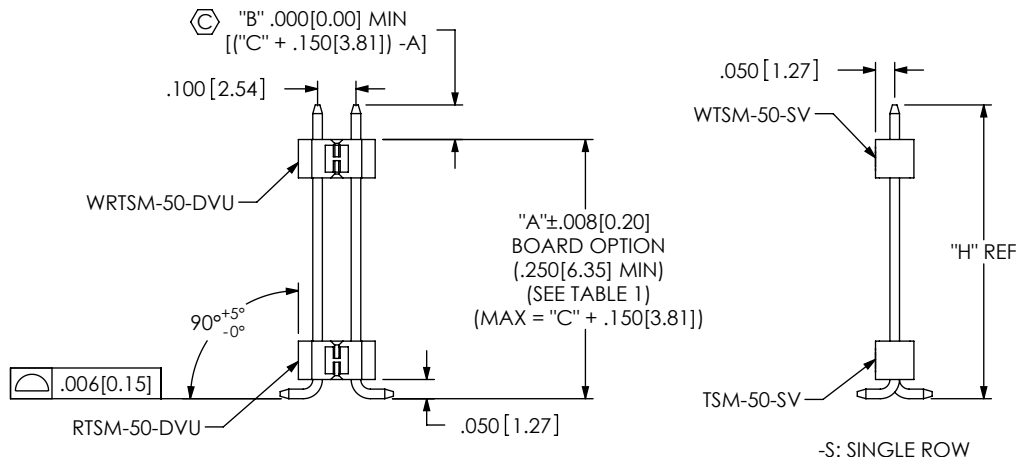 C "B" .000[0.00] MIN
[("C" + .150[3.81]) -A]
.100 [2.54]
WRTSM-50-DVU
"A"±.008[0.20]
BOARD OPTION
(.250[6.35] MIN)
(SEE TABLE 1)
(MAX = "C" + .150[3.81])
90° +5°
-0°
.006[0.15]
RTSM-50-DVU
.050 [1.27]
.050 [1.27]
WTSM-50-SV
"H" REF
TSM-50-SV
-S: SINGLE ROW